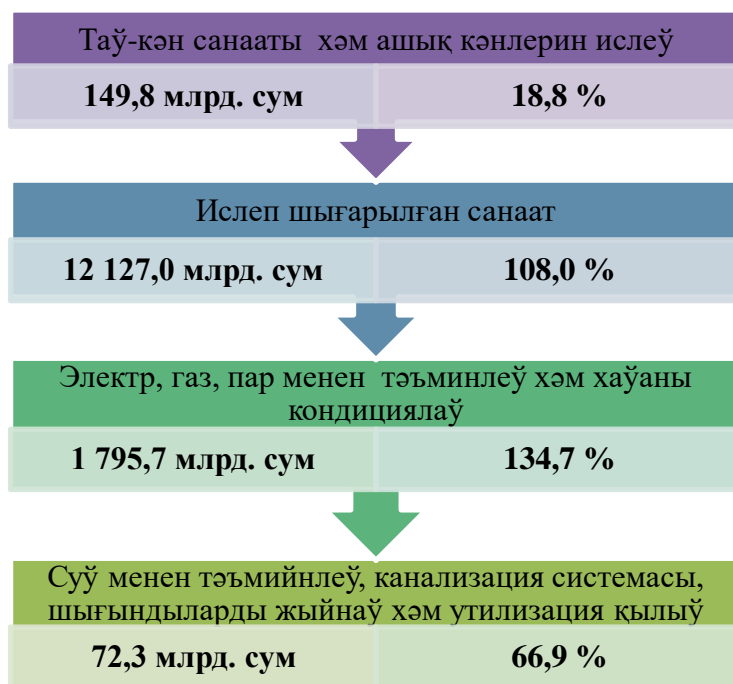 Таў-кән санааты хәм ашық кәнлерин ислеў
149,8 млрд. сум 18,8 %
Ислеп шығарылған санаат
12 127,0 млрд. сум 108,0 %
Электр, газ, пар менен тәъминлеў хәм хаўаны
кондициялаў
1 795,7 млрд. сум 134,7 %
Суў менен тәъмийнлеў, канализация системасы,
шығындыларды жыйнаў хәм утилизация қылыў
72,3 млрд. сум 66,9 %